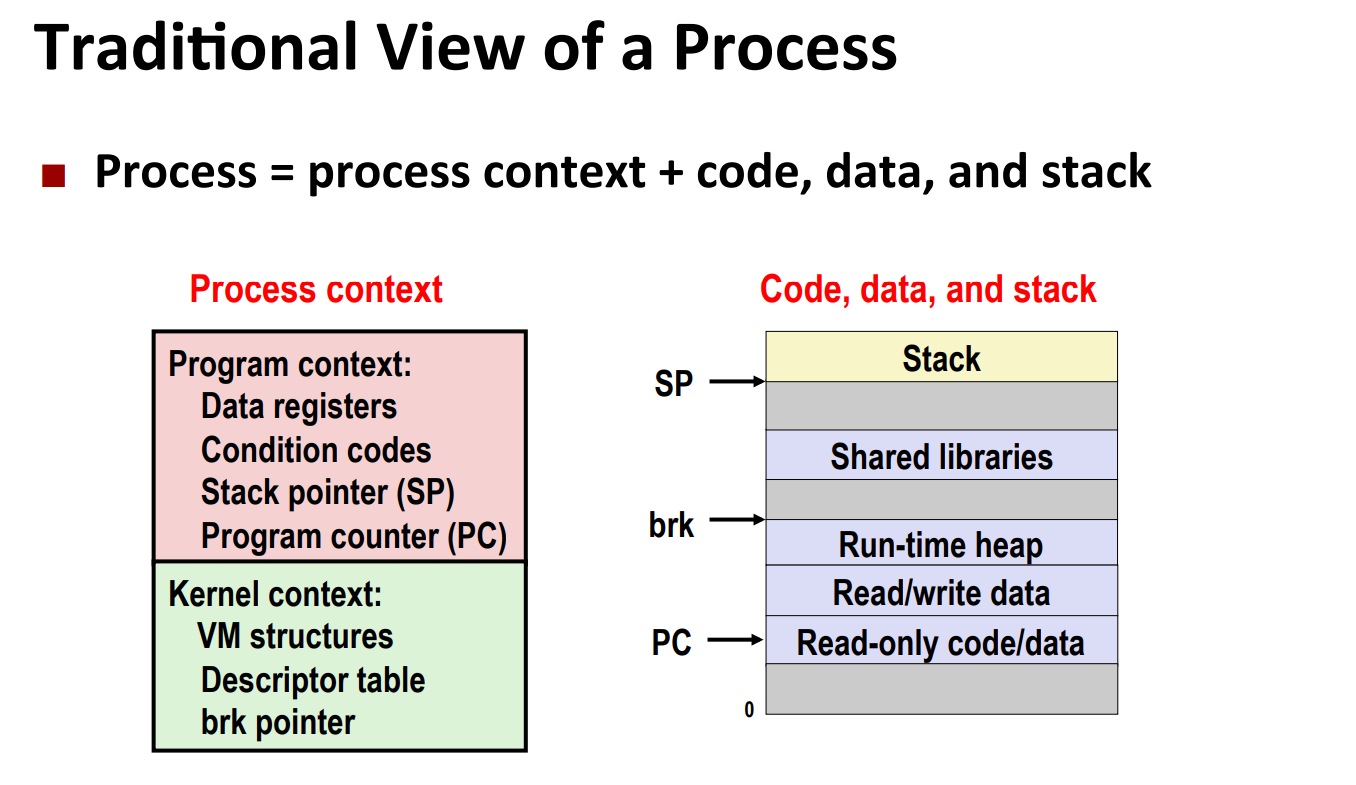 Traditional View of a Process
Process = process context + code, data, and stack
Process context
Program context:
Data registers
Condition codes
Stack pointer (SP)
Program counter (PC)
Kernel context:
VM structures
Descriptor table
brk pointer
Code, data, and stack
Stack
SP
Shared libraries
brk
Run-time heap
Read/write data
PC
Read-only code/data
0